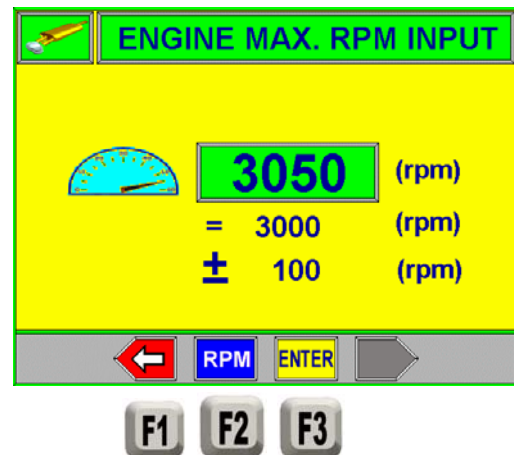 ENGINE MAX. RPM INPUT
3050 (rpm)
= 3000 (rpm)
± 100 (rpm)
RPM ENTER
F1 F2 F3